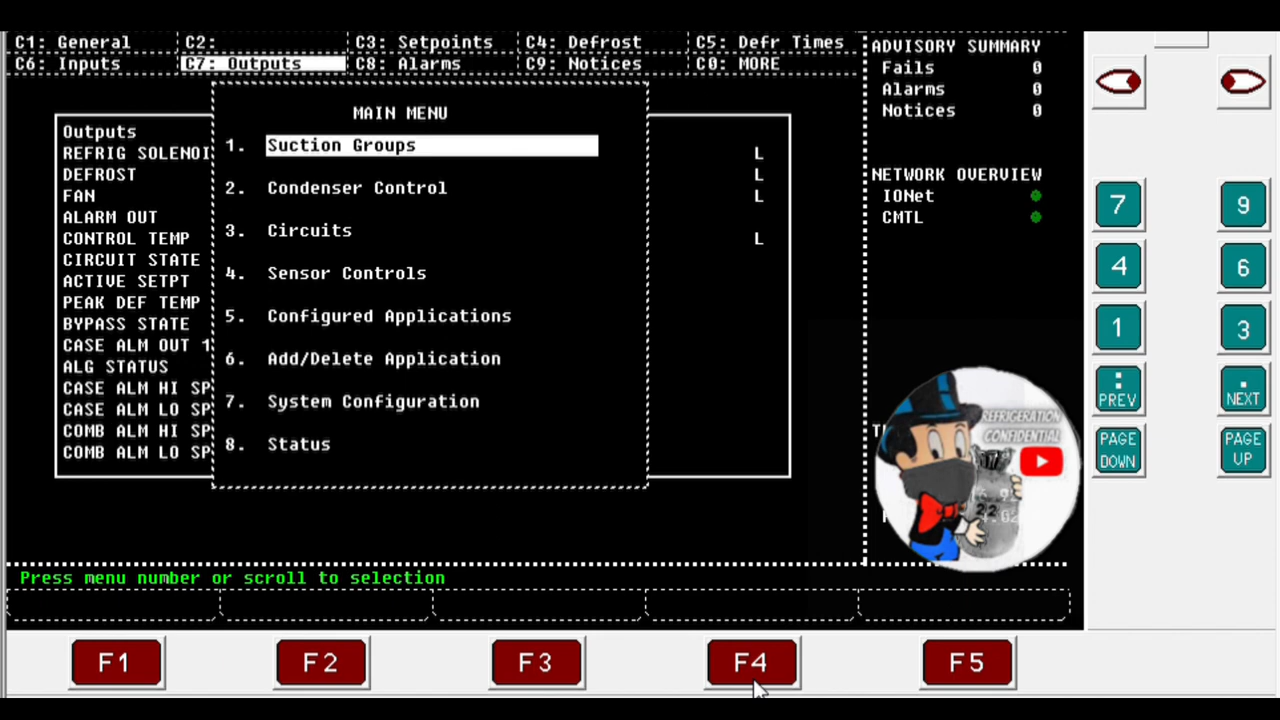 C1: General C2: C3: Setpoints C4: Defrost C5: Defr Times
C6: Inputs C7: Outputs C8: Alarms C9: Notices C0: MORE
ADVISORY SUMMARY
Fails 0
Alarms 0
Notices 0
NETWORK OVERVIEW
IONet
CMTL
MAIN MENU
1. Suction Groups
2. Condenser Control
3. Circuits
4. Sensor Controls
5. Configured Applications
6. Add/Delete Application
7. System Configuration
8. Status
Outputs
REFRIG SOLENOI L
DEFROST L
FAN L
ALARM OUT
CONTROL TEMP L
CIRCUIT STATE
ACTIVE SETPT
PEAK DEF TEMP
BYPASS STATE
CASE ALM OUT 1
ALG STATUS
CASE ALM HI SP
CASE ALM LO SP
COMB ALM HI SP
COMB ALM LO SP
REFRIGERATION
CONFIDENTIAL
22
Press menu number or scroll to selection
F1 F2 F3 F4 F5
7 9
4 6
1 3
: PREV . NEXT
PAGE DOWN PAGE UP